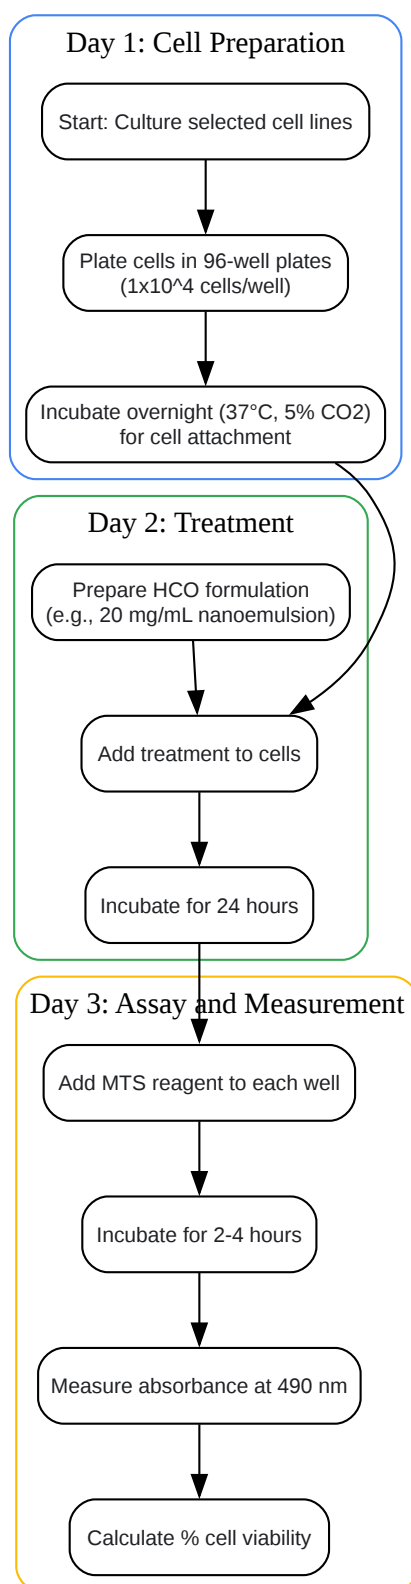 Day 1: Cell Preparation
Start: Culture selected cell lines
Plate cells in 96-well plates
(1x10^4 cells/well)
Incubate overnight (37°C, 5% CO2)
for cell attachment
Day 2: Treatment
Prepare HCO formulation
(e.g., 20 mg/mL nanoemulsion)
Add treatment to cells
Incubate for 24 hours
Day 3: Assay and Measurement
Add MTS reagent to each well
Incubate for 2-4 hours
Measure absorbance at 490 nm
Calculate % cell viability